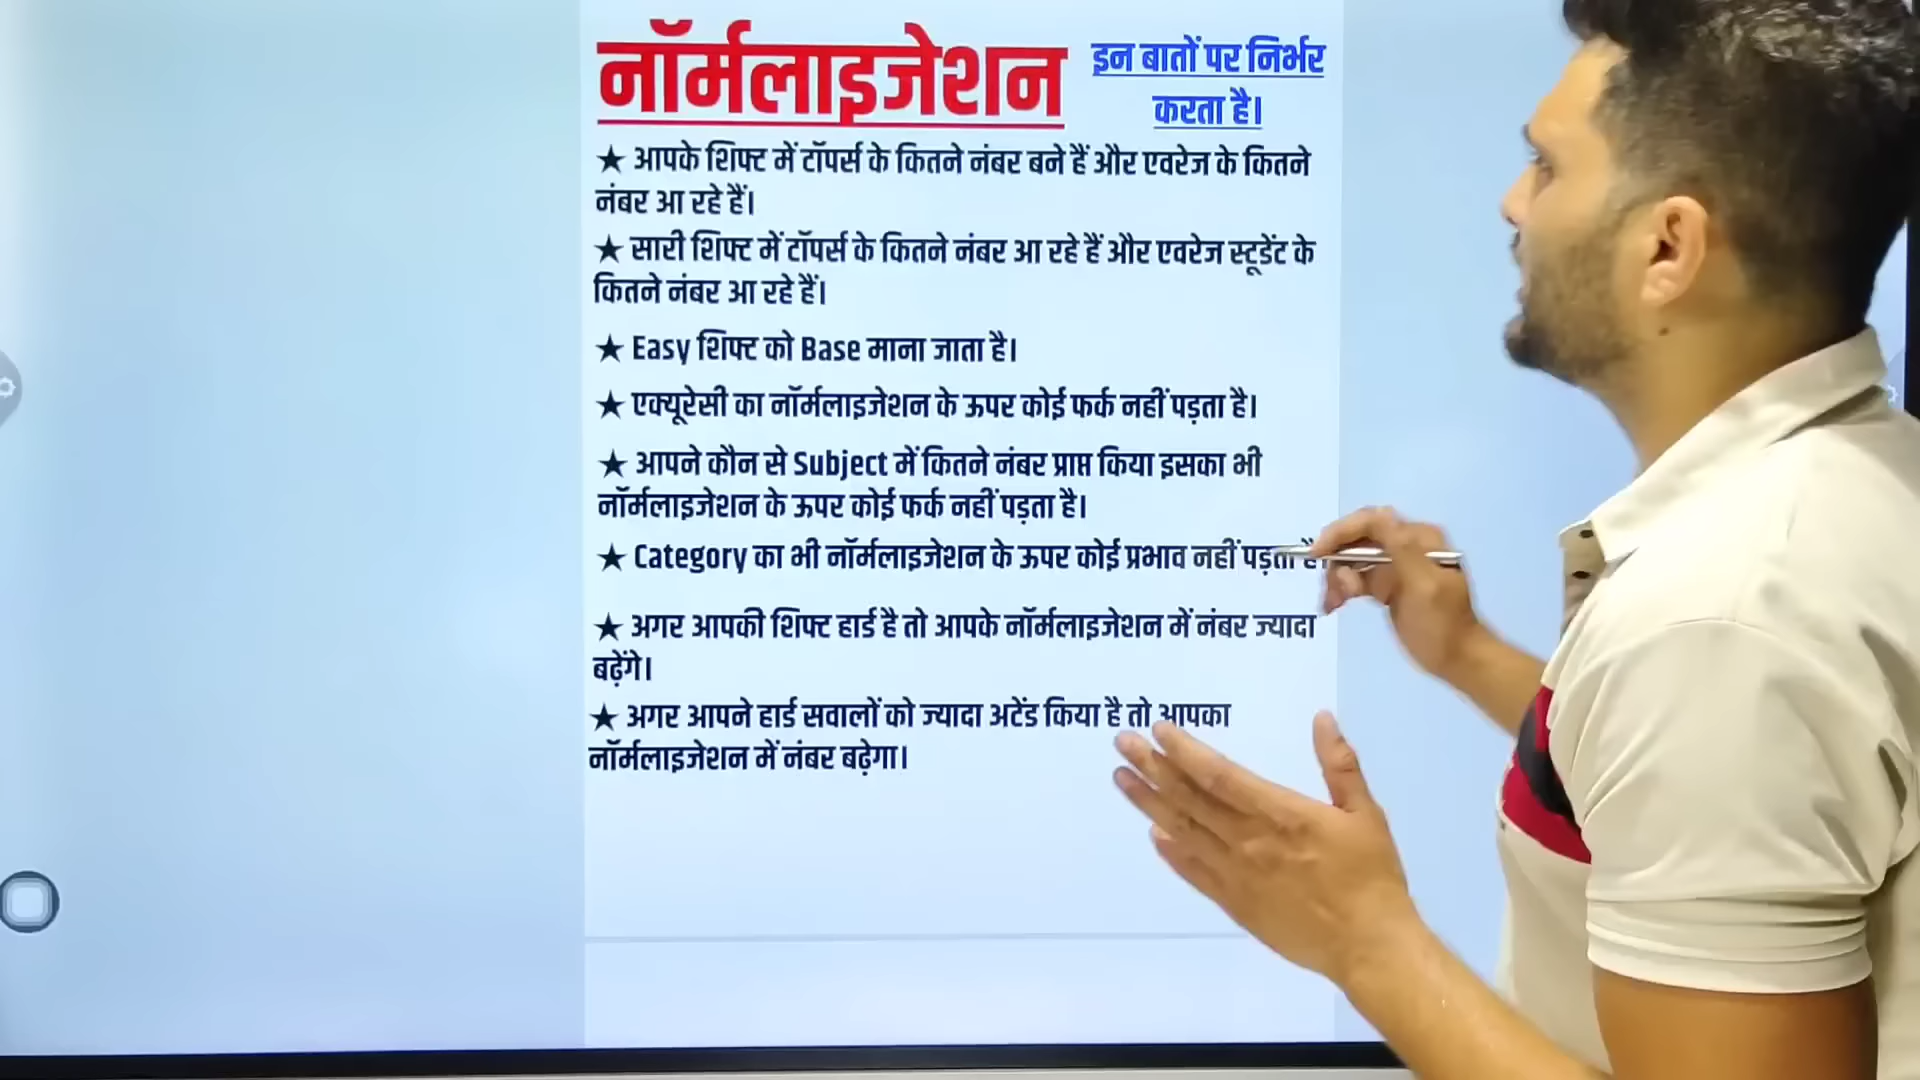 नॉर्मलाइजेशन
इन बातों पर निर्भर
करता है।
★ आपके शिफ्ट में टॉपर्स के कितने नंबर बने हैं और एवरेज के कितने
नंबर आ रहे हैं।
★ सारी शिफ्ट में टॉपर्स के कितने नंबर आ रहे हैं और एवरेज स्टूडेंट के
कितने नंबर आ रहे हैं।
★ Easy शिफ्ट को Base माना जाता है।
★ एक्यूरेसी का नॉर्मलाइजेशन के ऊपर कोई फर्क नहीं पड़ता है।
★ आपने कौन से Subject में कितने नंबर प्राप्त किया इसका भी
नॉर्मलाइजेशन के ऊपर कोई फर्क नहीं पड़ता है।
★ Category का भी नॉर्मलाइजेशन के ऊपर कोई प्रभाव नहीं पड़ता है।
★ अगर आपकी शिफ्ट हार्ड है तो आपके नॉर्मलाइजेशन में नंबर ज्यादा
बढ़ेंगे।
★ अगर आपने हार्ड सवालों को ज्यादा अटेंड किया है तो आपका
नॉर्मलाइजेशन में नंबर बढ़ेगा।